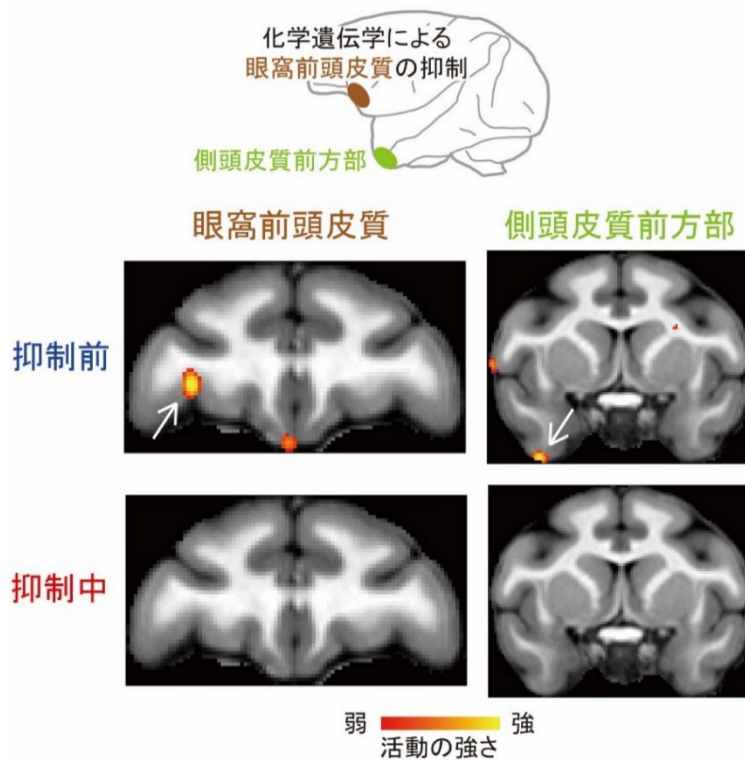 化学遺伝学による
眼窩前頭皮質の抑制
側頭皮質前方部
眼窩前頭皮質
側頭皮質前方部
抑制前
抑制中
弱 強
活動の強さ